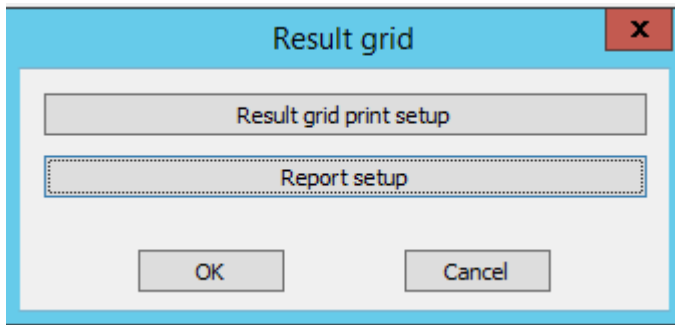 Result grid
x
Result grid print setup
Report setup
OK
Cancel